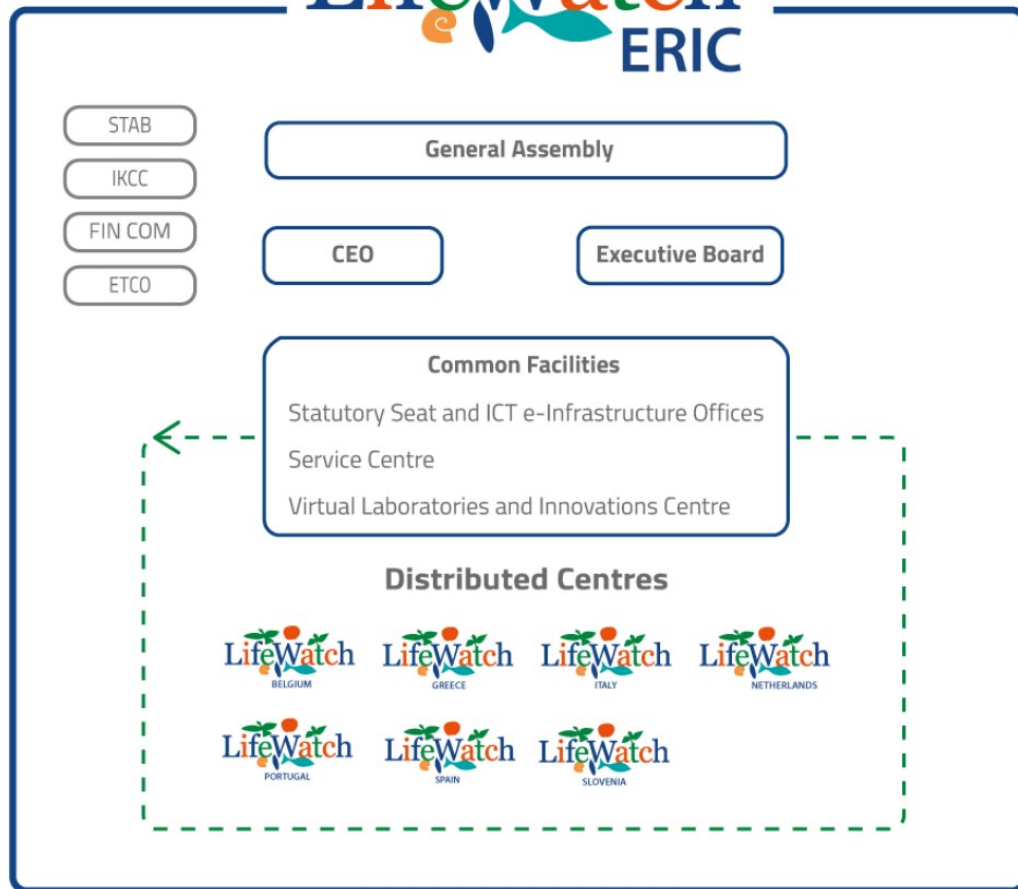 LifeWatch
ERIC
STAB
IKCC
FIN COM
ETCO
General Assembly
CEO
Executive Board
Common Facilities
Statutory Seat and ICT e-Infrastructure Offices
Service Centre
Virtual Laboratories and Innovations Centre
Distributed Centres
LifeWatch
BELGIUM
LifeWatch
GREECE
LifeWatch
ITALY
LifeWatch
NETHERLANDS
LifeWatch
PORTUGAL
LifeWatch
SPAIN
LifeWatch
SLOVENIA